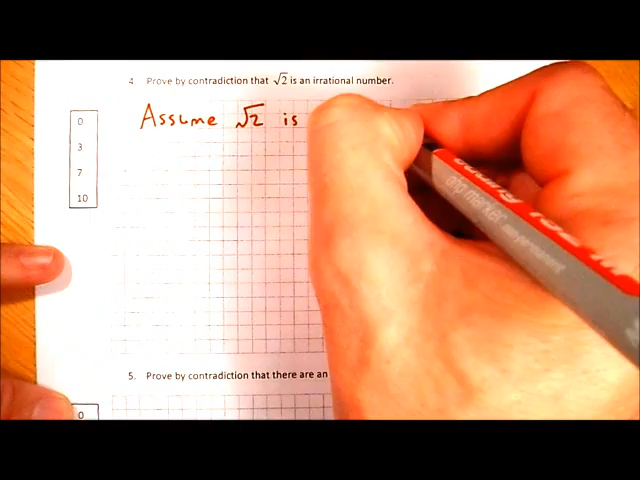 4. Prove by contradiction that √2 is an irrational number.
Assume √2 is
0
3
7
10
5. Prove by contradiction that there are an
0
marker